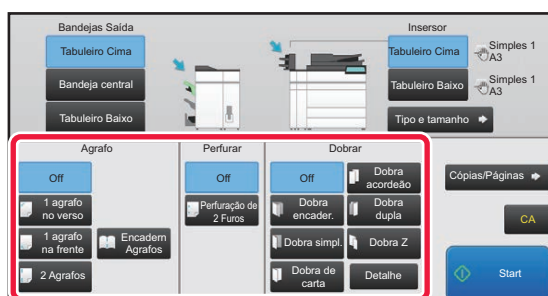 Bandejas Saída
Insersor
Tabuleiro Cima
Tabuleiro Cima
Simples 1
A3
Bandeja central
Tabuleiro Baixo
Simples 1
A3
Tabuleiro Baixo
Tipo e tamanho
Agrafo
Perfurar
Dobrar
Off
Off
Off
Dobra
acordeão
Cópias/Páginas
1 agrafo
no verso
Perfuração de
2 Furos
Dobra
encader.
Dobra
dupla
CA
1 agrafo
na frente
Encadern
Agrafos
Dobra simpl.
Dobra Z
2 Agrafos
Dobra de
carta
Detalhe
Start